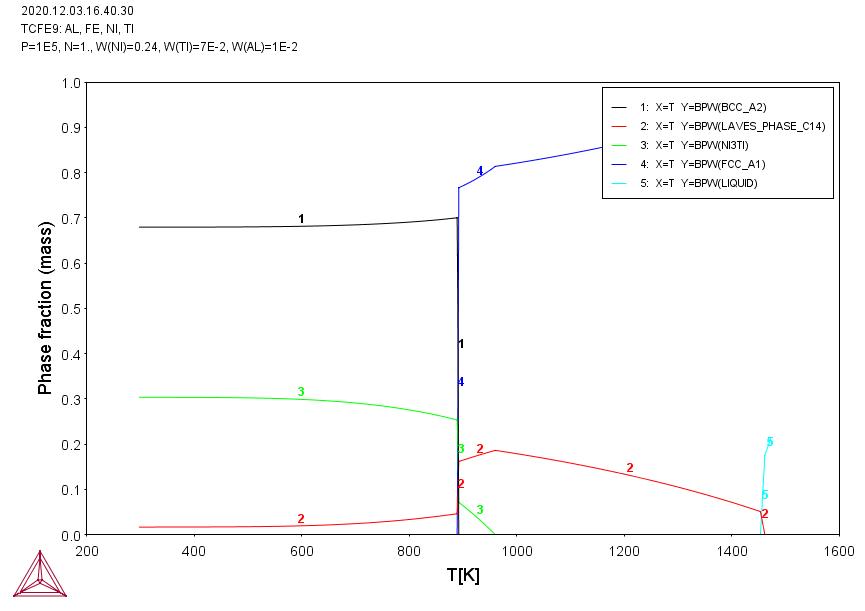 2020.12.03.16.40.30
TCFE9: AL, FE, NI, TI
P=1E5, N=1., W(NI)=0.24, W(TI)=7E-2, W(AL)=1E-2
1.0
0.9
0.8
0.7
0.6
0.5
0.4
0.3
0.2
0.1
0.0
Phase fraction (mass)
1: X=T Y=BPW(BCC_A2)
2: X=T Y=BPW(LAVES_PHASE_C14)
3: X=T Y=BPW(NI3TI)
4: X=T Y=BPW(FCC_A1)
5: X=T Y=BPW(LIQUID)
4
1
1
4
3
3
2
2
2
5
2
3
5
2
2
200 400 600 800 1000 1200 1400 1600
T[K]